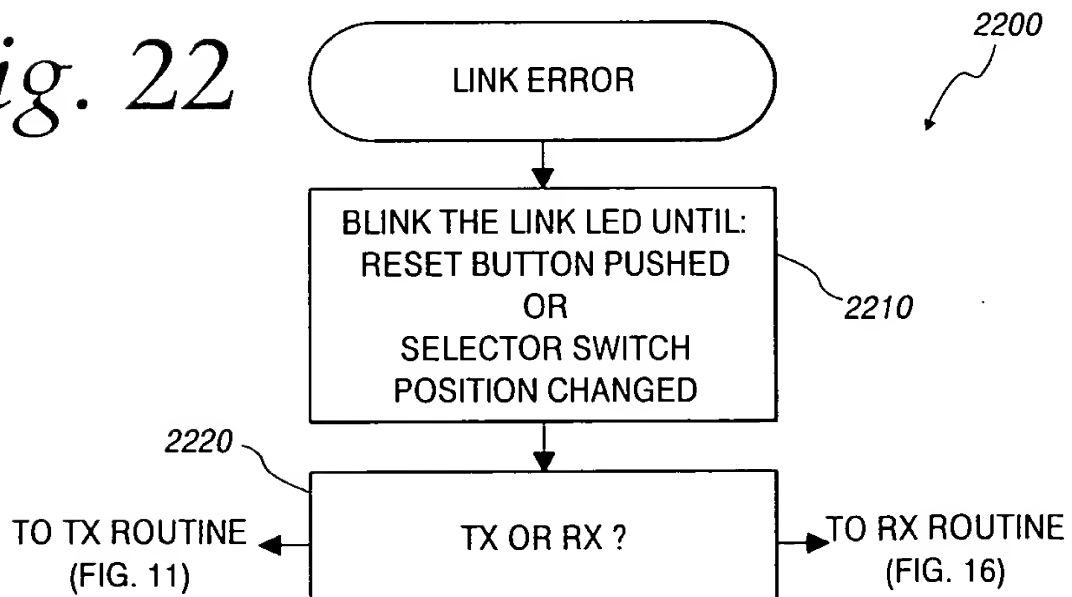 ig. 22
2200
LINK ERROR
BLINK THE LINK LED UNTIL:
RESET BUTTON PUSHED
OR
SELECTOR SWITCH
POSITION CHANGED
2210
2220
TO TX ROUTINE
(FIG. 11)
TX OR RX ?
TO RX ROUTINE
(FIG. 16)